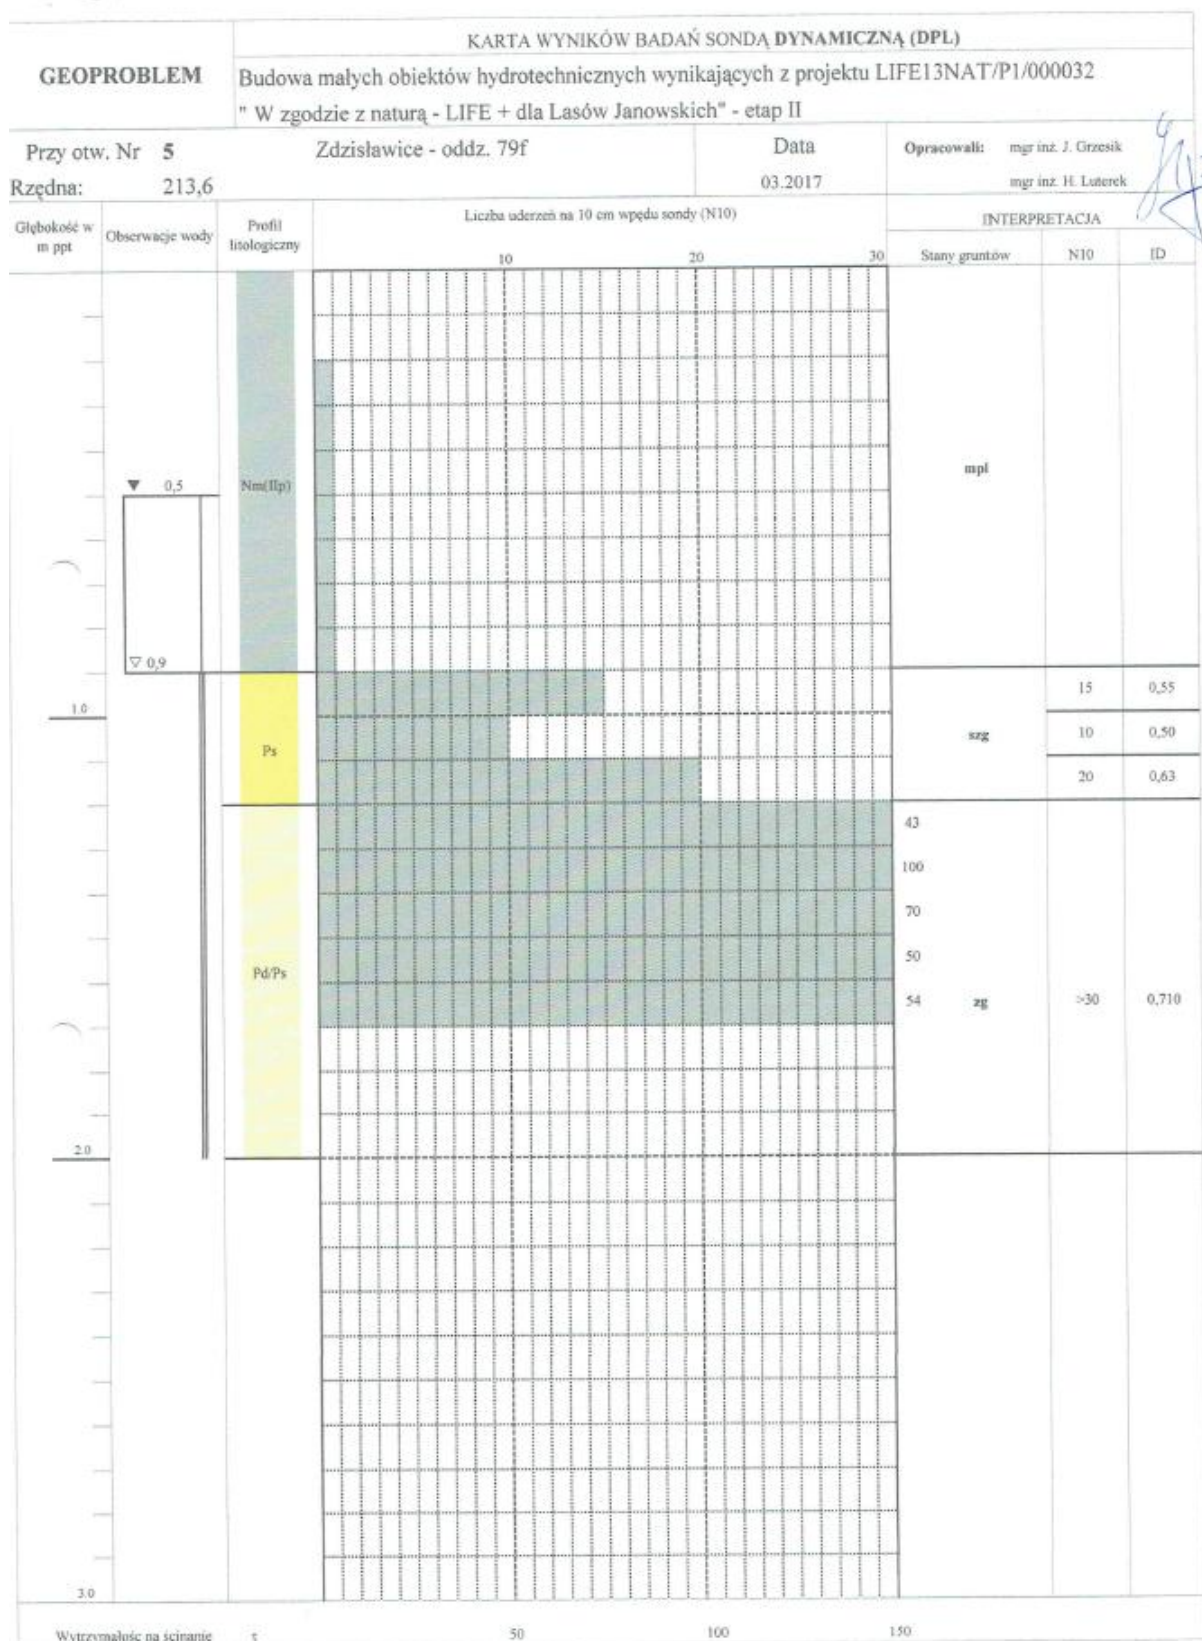 KARTA WYNIKÓW BADAŃ SONDĄ DYNAMICZNĄ (DPL)
GEOPROBLEM
Budowa małych obiektów hydrotechnicznych wynikających z projektu LIFE13NAT/P1/000032
" W zgodzie z naturą - LIFE + dla Lasów Janowskich" - etap II
Przy otw. Nr 5 Zdzisławice - oddz. 79f Data Opracowali: mgr inż. J. Grzesik
Rzędna: 213,6 03.2017 mgr inż. H. Luterek
Głębokość w m ppt Obserwacje wody Profil litologiczny Liczba uderzeń na 10 cm wpędu sondy (N10) INTERPRETACJA
10 20 30 Stany gruntów N10 ID
mpl
0,5 Nm(IIp)
0,9
15 0,55
1.0
Ps szg 10 0,50
20 0,63
43
100
70
50
Pd/Ps
54 zg >30 0,710
2.0
3.0
Wytrzymałość na ścinanie τ 50 100 150